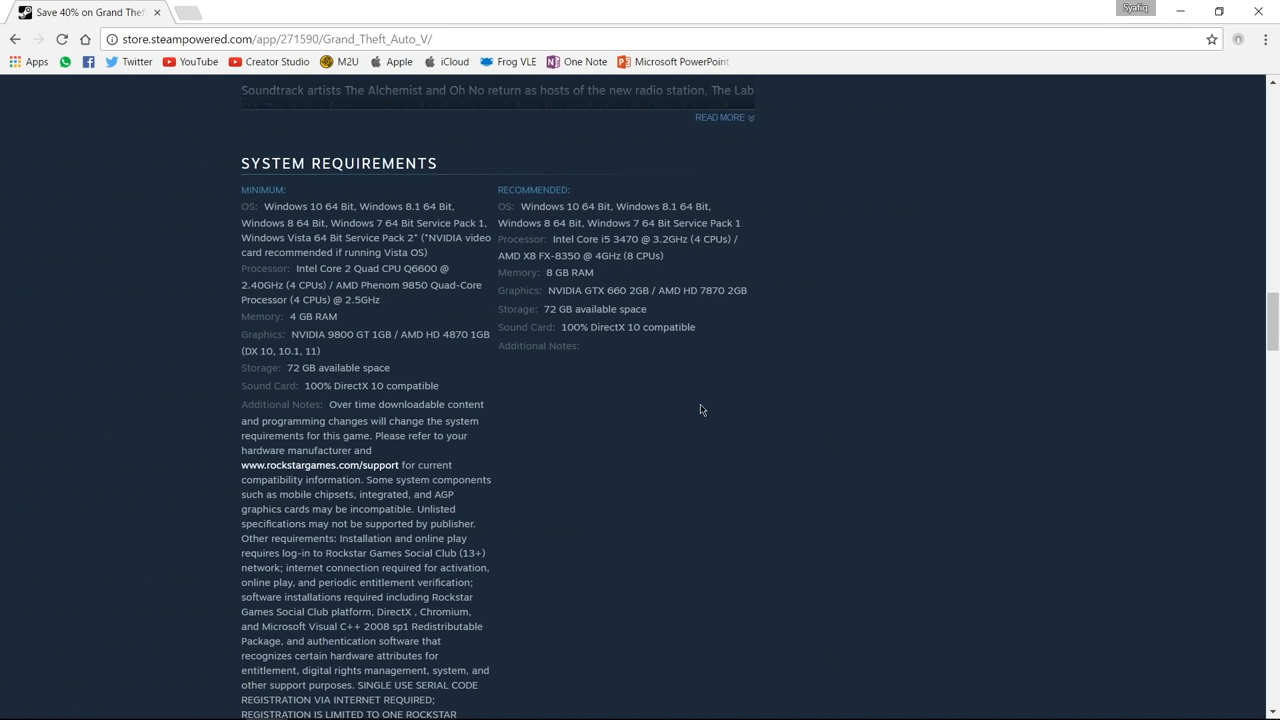 Save 40% on Grand Thef
Syafiq
store.steampowered.com/app/271590/Grand_Theft_Auto_V/
Apps Twitter YouTube Creator Studio M2U Apple iCloud Frog VLE One Note Microsoft PowerPoint
Soundtrack artists The Alchemist and Oh No return as hosts of the new radio station, The Lab
READ MORE
SYSTEM REQUIREMENTS
MINIMUM:
OS: Windows 10 64 Bit, Windows 8.1 64 Bit,
Windows 8 64 Bit, Windows 7 64 Bit Service Pack 1,
Windows Vista 64 Bit Service Pack 2* (*NVIDIA video
card recommended if running Vista OS)
Processor: Intel Core 2 Quad CPU Q6600 @
2.40GHz (4 CPUs) / AMD Phenom 9850 Quad-Core
Processor (4 CPUs) @ 2.5GHz
Memory: 4 GB RAM
Graphics: NVIDIA 9800 GT 1GB / AMD HD 4870 1GB
(DX 10, 10.1, 11)
Storage: 72 GB available space
Sound Card: 100% DirectX 10 compatible
Additional Notes: Over time downloadable content
and programming changes will change the system
requirements for this game. Please refer to your
hardware manufacturer and
www.rockstargames.com/support for current
compatibility information. Some system components
such as mobile chipsets, integrated, and AGP
graphics cards may be incompatible. Unlisted
specifications may not be supported by publisher.
Other requirements: Installation and online play
requires log-in to Rockstar Games Social Club (13+)
network; internet connection required for activation,
online play, and periodic entitlement verification;
software installations required including Rockstar
Games Social Club platform, DirectX , Chromium,
and Microsoft Visual C++ 2008 sp1 Redistributable
Package, and authentication software that
recognizes certain hardware attributes for
entitlement, digital rights management, system, and
other support purposes. SINGLE USE SERIAL CODE
REGISTRATION VIA INTERNET REQUIRED;
REGISTRATION IS LIMITED TO ONE ROCKSTAR
RECOMMENDED:
OS: Windows 10 64 Bit, Windows 8.1 64 Bit,
Windows 8 64 Bit, Windows 7 64 Bit Service Pack 1
Processor: Intel Core i5 3470 @ 3.2GHz (4 CPUs) /
AMD X8 FX-8350 @ 4GHz (8 CPUs)
Memory: 8 GB RAM
Graphics: NVIDIA GTX 660 2GB / AMD HD 7870 2GB
Storage: 72 GB available space
Sound Card: 100% DirectX 10 compatible
Additional Notes: